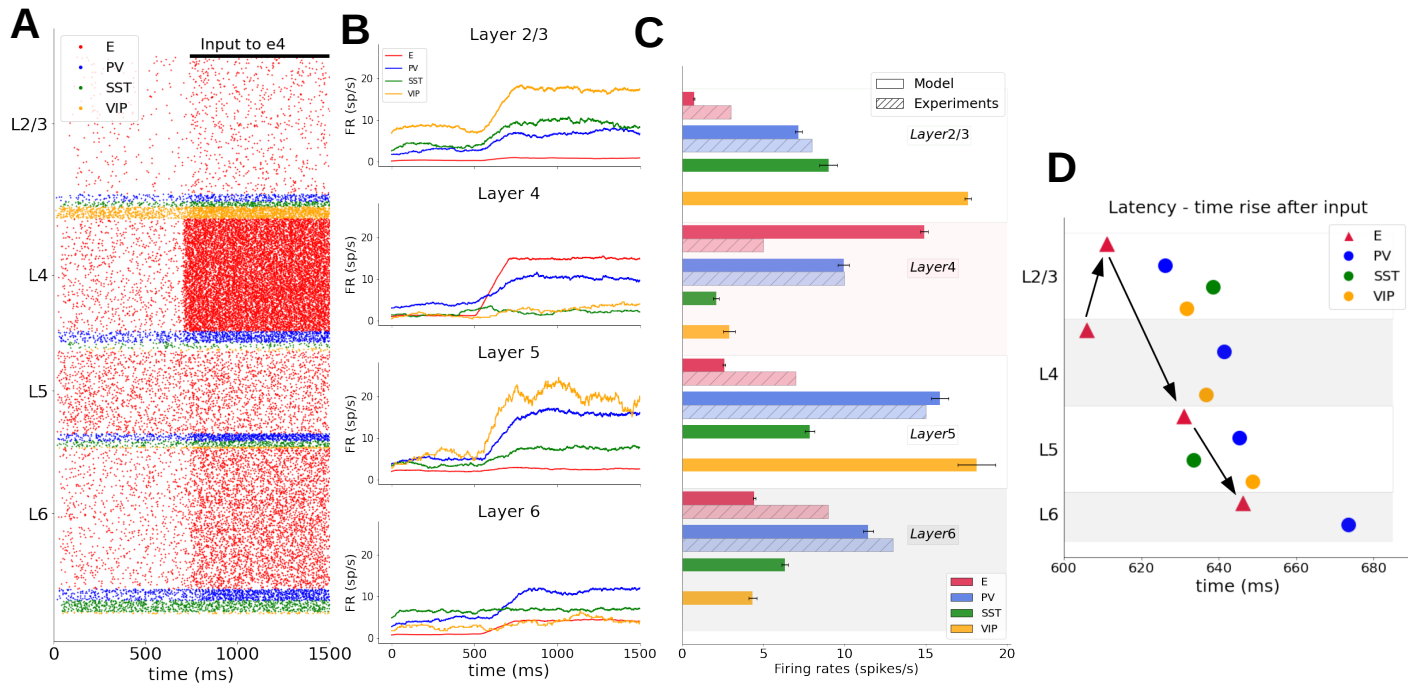 A
Input to e4
E
PV
SST
VIP
L2/3
L4
L5
L6
0
500
1000
1500
time (ms)
B
Layer 2/3
E
PV
SST
VIP
FR (sp/s)
20
10
0
Layer 4
FR (sp/s)
20
10
0
Layer 5
FR (sp/s)
20
10
0
Layer 6
FR (sp/s)
20
10
0
0
500
1000
1500
time (ms)
C
Model
Experiments
Layer2/3
Layer4
Layer5
Layer6
E
PV
SST
VIP
0
5
10
15
20
Firing rates (spikes/s)
D
Latency - time rise after input
E
PV
SST
VIP
L2/3
L4
L5
L6
600
620
640
660
680
time (ms)